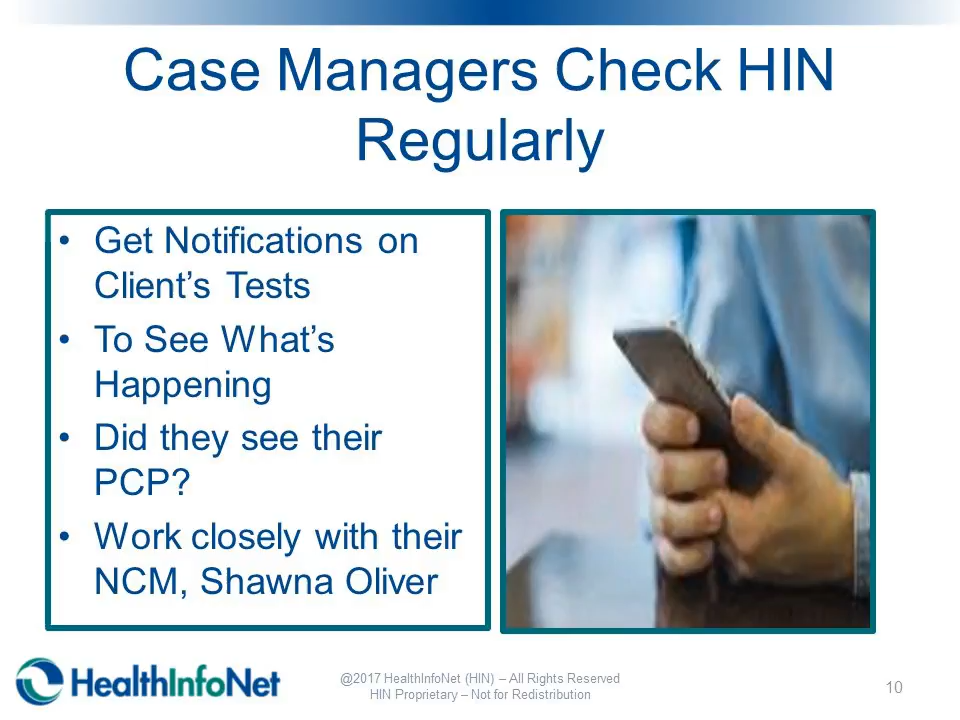 Case Managers Check HIN
Regularly
• Get Notifications on
Client’s Tests
• To See What’s
Happening
• Did they see their
PCP?
• Work closely with their
NCM, Shawna Oliver
HealthInfoNet
@2017 HealthInfoNet (HIN) – All Rights Reserved
HIN Proprietary – Not for Redistribution
10